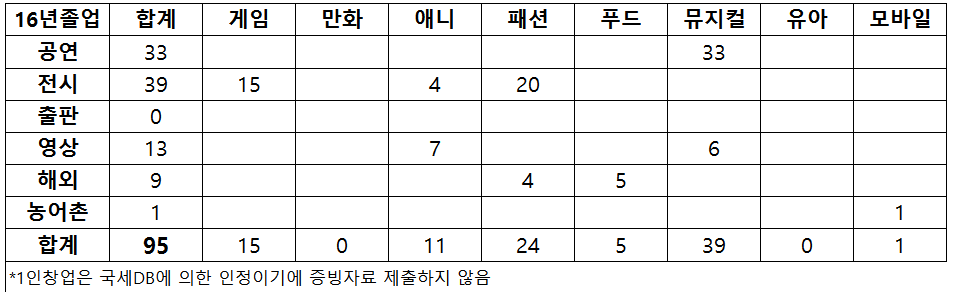 16년졸업 합계 게임 만화 애니 패션 푸드 뮤지컬 유아 모바일
공연 33 33
전시 39 15 4 20
출판 0
영상 13 7 6
해외 9 4 5
농어촌 1 1
합계 95 15 0 11 24 5 39 0 1
*1인창업은 국세DB에 의한 인정이기에 증빙자료 제출하지 않음